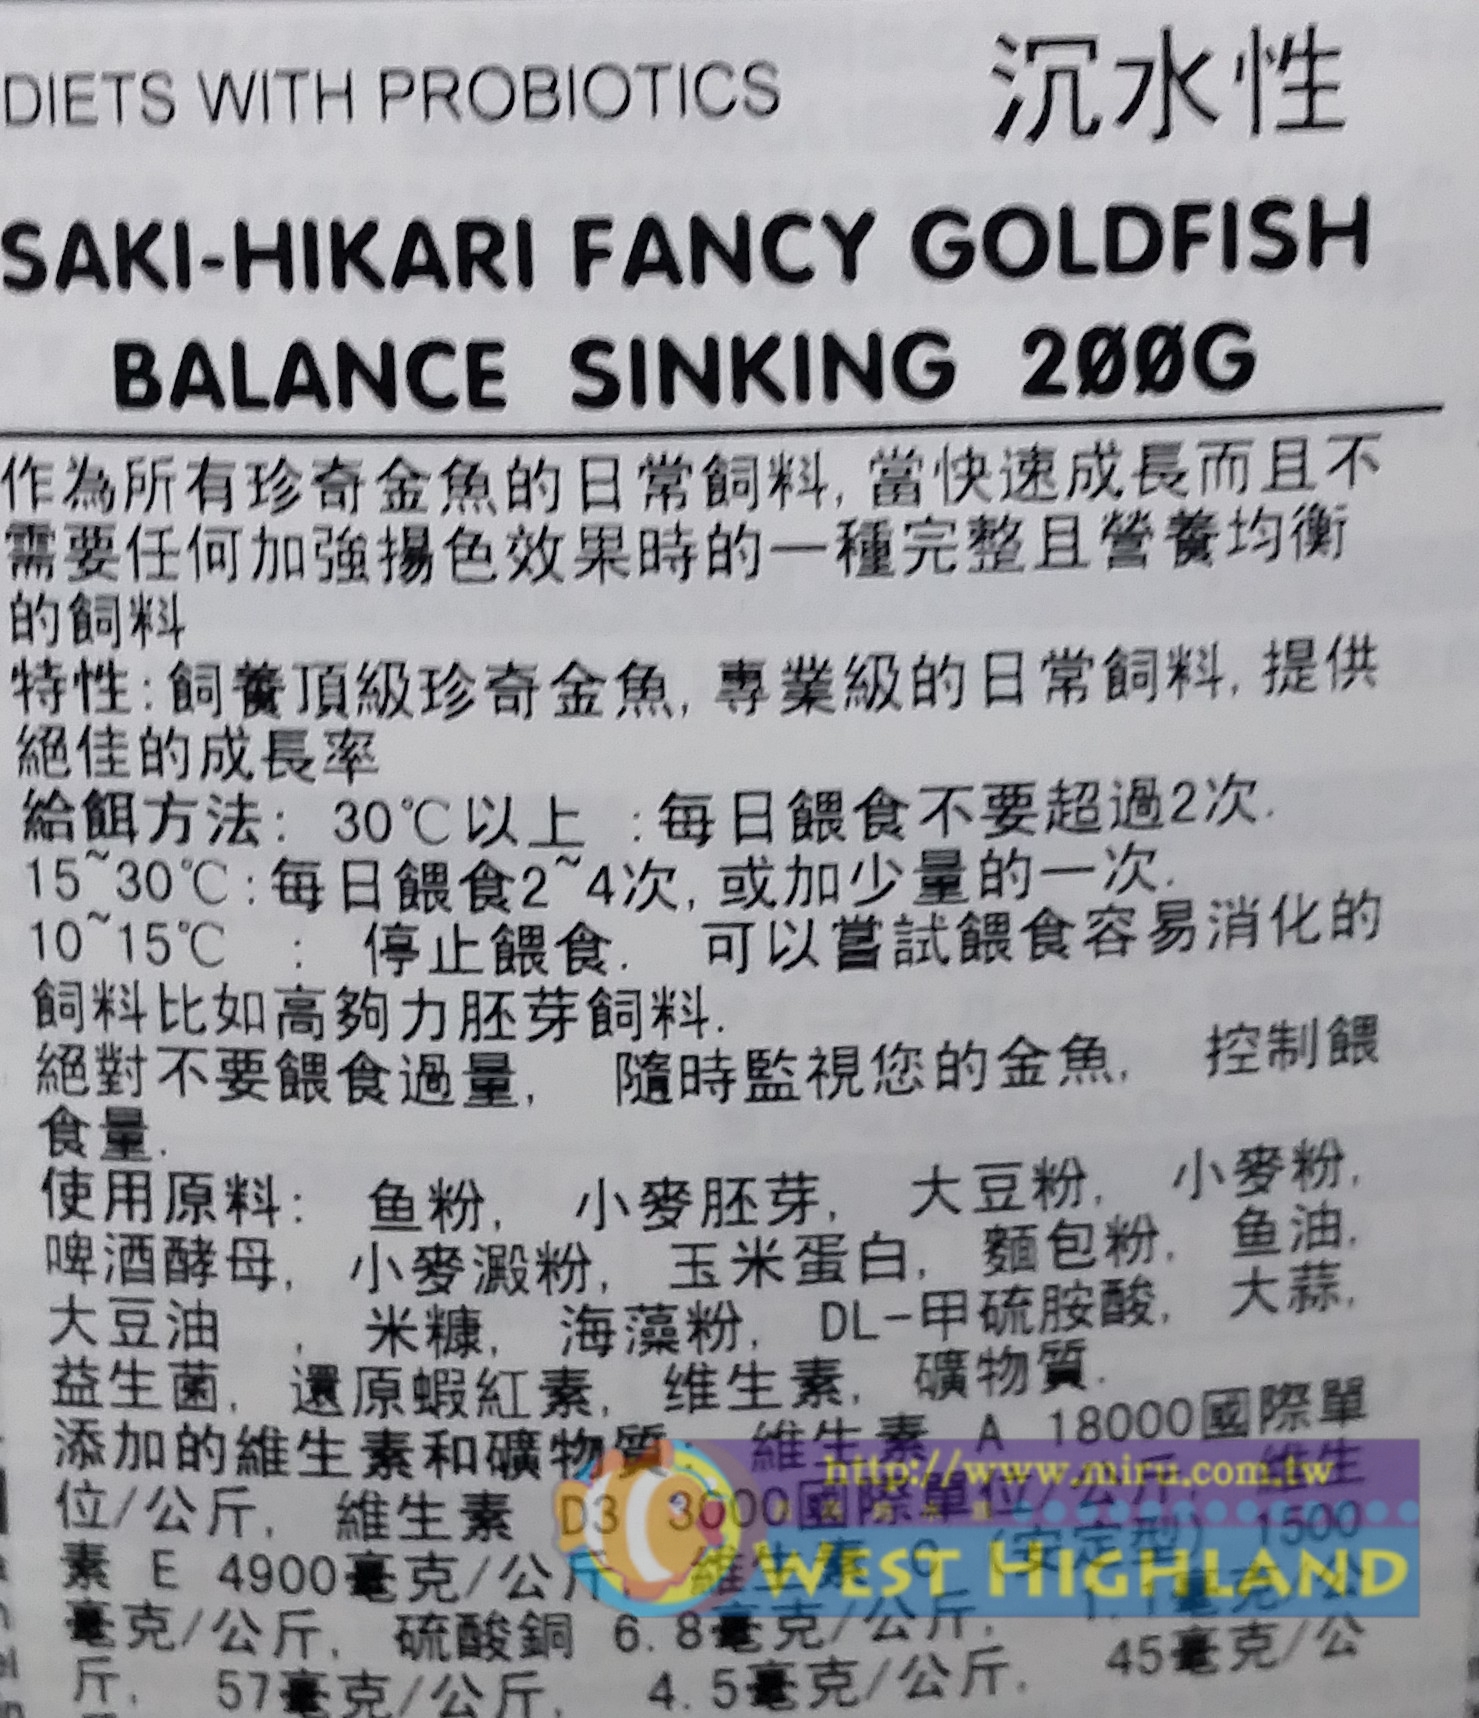 DIETS WITH PROBIOTICS 沉水性
SAKI-HIKARI FANCY GOLDFISH
BALANCE SINKING 200G
作為所有珍奇金魚的日常飼料,當快速成長而且不
需要任何加強揚色效果時的一種完整且營養均衡
的飼料
特性:飼養頂級珍奇金魚,專業級的日常飼料,提供
絕佳的成長率
給餌方法: 30℃以上 :每日餵食不要超過2次.
15~30℃:每日餵食2~4次,或加少量的一次.
10~15℃ : 停止餵食. 可以嘗試餵食容易消化的
飼料比如高夠力胚芽飼料.
絕對不要餵食過量, 隨時監視您的金魚, 控制餵
食量.
使用原料: 鱼粉, 小麥胚芽, 大豆粉, 小麥粉,
啤酒酵母, 小麥澱粉, 玉米蛋白, 麵包粉, 鱼油,
大豆油 , 米糠, 海藻粉, DL-甲硫胺酸, 大蒜,
益生菌, 還原蝦紅素, 维生素, 礦物質.
添加的維生素和礦物質: 維生素 A 18000國際單
位/公斤, 維生素 D3 3600國際單位/公斤, 維生
素 E 4900毫克/公斤, 維生素 C (安定型) 1500
毫克/公斤, 硫酸銅 6.8毫克/公斤, 1.1毫克/公
斤, 57毫克/公斤, 4.5毫克/公斤, 45毫克/公
http://www.miru.com.tw
WEST HIGHLAND